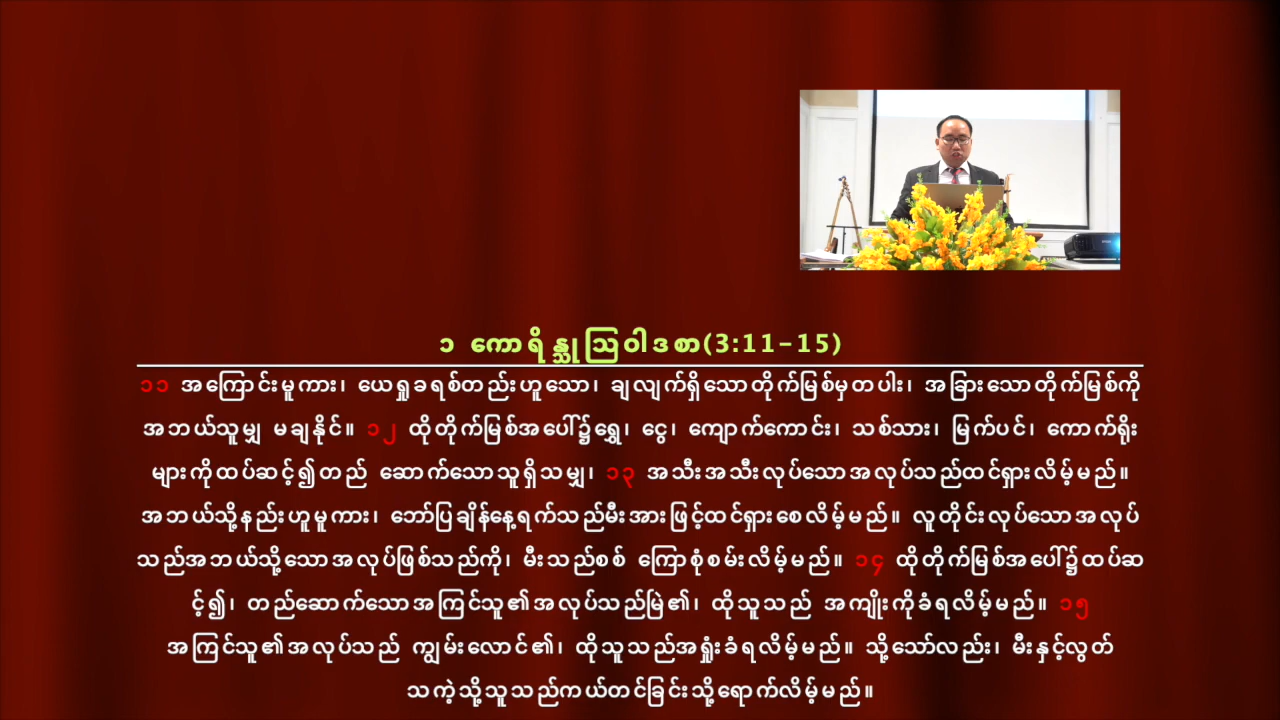 ၁ ကောရိန္သုဩဝါဒစာ(3:11-15)
၁၁ အကြောင်းမူကား၊ ယေရှုခရစ်တည်းဟူသော၊ ချလျက်ရှိသောတိုက်မြစ်မှတပါး၊ အခြားသောတိုက်မြစ်ကို
အဘယ်သူမျှ မချနိုင်။ ၁၂ ထိုတိုက်မြစ်အပေါ်၌ရွှေ၊ ငွေ၊ ကျောက်ကောင်း၊ သစ်သား၊ မြက်ပင်၊ ကောက်ရိုး
များကိုထပ်ဆင့်၍တည် ဆောက်သောသူရှိသမျှ၊ ၁၃ အသီးအသီးလုပ်သောအလုပ်သည်ထင်ရှားလိမ့်မည်။
အဘယ်သို့နည်းဟူမူကား၊ ဘော်ပြချိန်နေ့ရက်သည်မီးအားဖြင့်ထင်ရှားစေလိမ့်မည်။ လူတိုင်းလုပ်သောအလုပ်
သည်အဘယ်သို့သောအလုပ်ဖြစ်သည်ကို၊ မီးသည်စစ် ကြောစုံစမ်းလိမ့်မည်။ ၁၄ ထိုတိုက်မြစ်အပေါ်၌ထပ်ဆ
င့်၍၊ တည်ဆောက်သောအကြင်သူ၏အလုပ်သည်မြဲ၏၊ ထိုသူသည် အကျိုးကိုခံရလိမ့်မည်။ ၁၅
အကြင်သူ၏အလုပ်သည် ကျွမ်းလောင်၏၊ ထိုသူသည်အရှုံးခံရလိမ့်မည်။ သို့သော်လည်း၊ မီးနှင့်လွတ်
သကဲ့သို့သူသည်ကယ်တင်ခြင်းသို့ရောက်လိမ့်မည်။